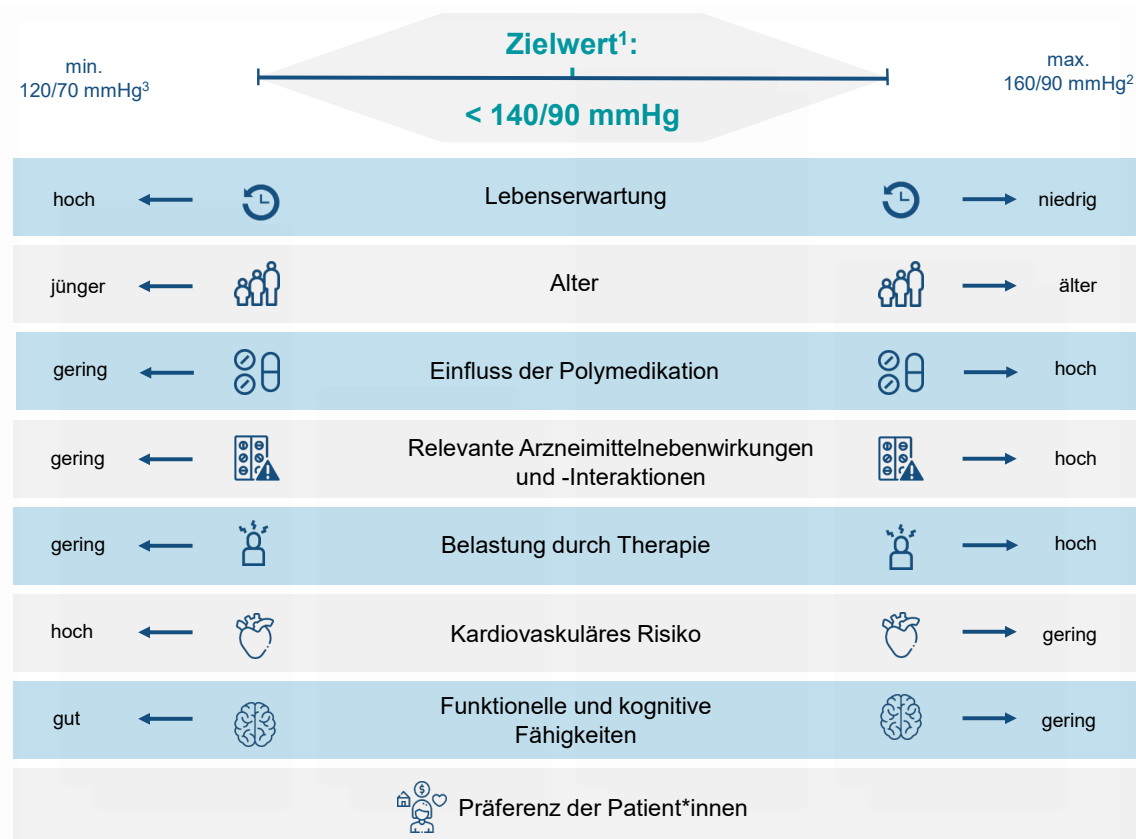 Zielwert¹:
min.
120/70 mmHg³
max.
160/90 mmHg²
< 140/90 mmHg
hoch
Lebenserwartung
niedrig
jünger
Alter
älter
gering
Einfluss der Polymedikation
hoch
gering
Relevante Arzneimittelnebenwirkungen
und -Interaktionen
hoch
gering
Belastung durch Therapie
hoch
hoch
Kardiovaskuläres Risiko
gering
gut
Funktionelle und kognitive
Fähigkeiten
gering
$
Präferenz der Patient*innen